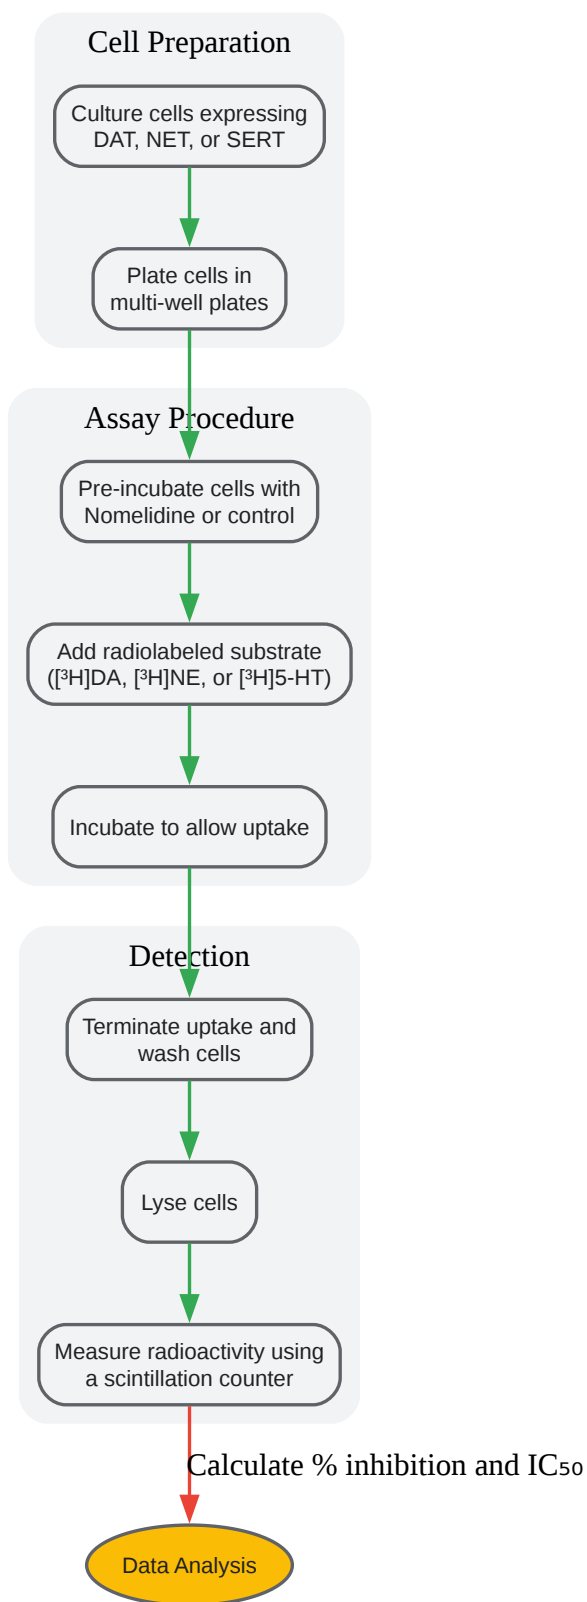 Cell Preparation
Culture cells expressing
DAT, NET, or SERT
Plate cells in
multi-well plates
Assay Procedure
Pre-incubate cells with
Nomelidine or control
Add radiolabeled substrate
([³H]DA, [³H]NE, or [³H]5-HT)
Incubate to allow uptake
Detection
Terminate uptake and
wash cells
Lyse cells
Measure radioactivity using
a scintillation counter
Calculate % inhibition and IC₅₀
Data Analysis